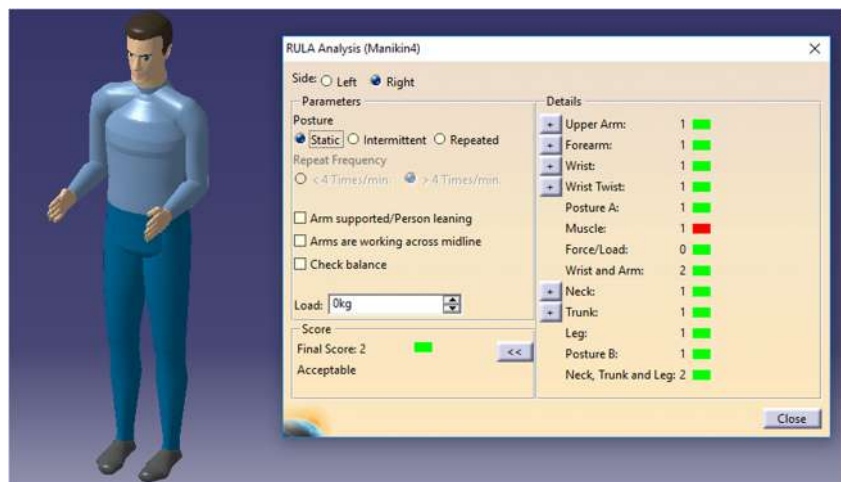 RULA Analysis (Manikin4)
Side: Left Right
Parameters
Posture
Static Intermittent Repeated
Repeat Frequency
< 4 Times/min. > 4 Times/min.
Arm supported/Person leaning
Arms are working across midline
Check balance
Load: 0kg
Score
Final Score: 2
<<
Acceptable
Details
+ Upper Arm: 1
+ Forearm: 1
+ Wrist: 1
+ Wrist Twist: 1
Posture A: 1
Muscle: 1
Force/Load: 0
Wrist and Arm: 2
+ Neck: 1
+ Trunk: 1
Leg: 1
Posture B: 1
Neck, Trunk and Leg: 2
Close